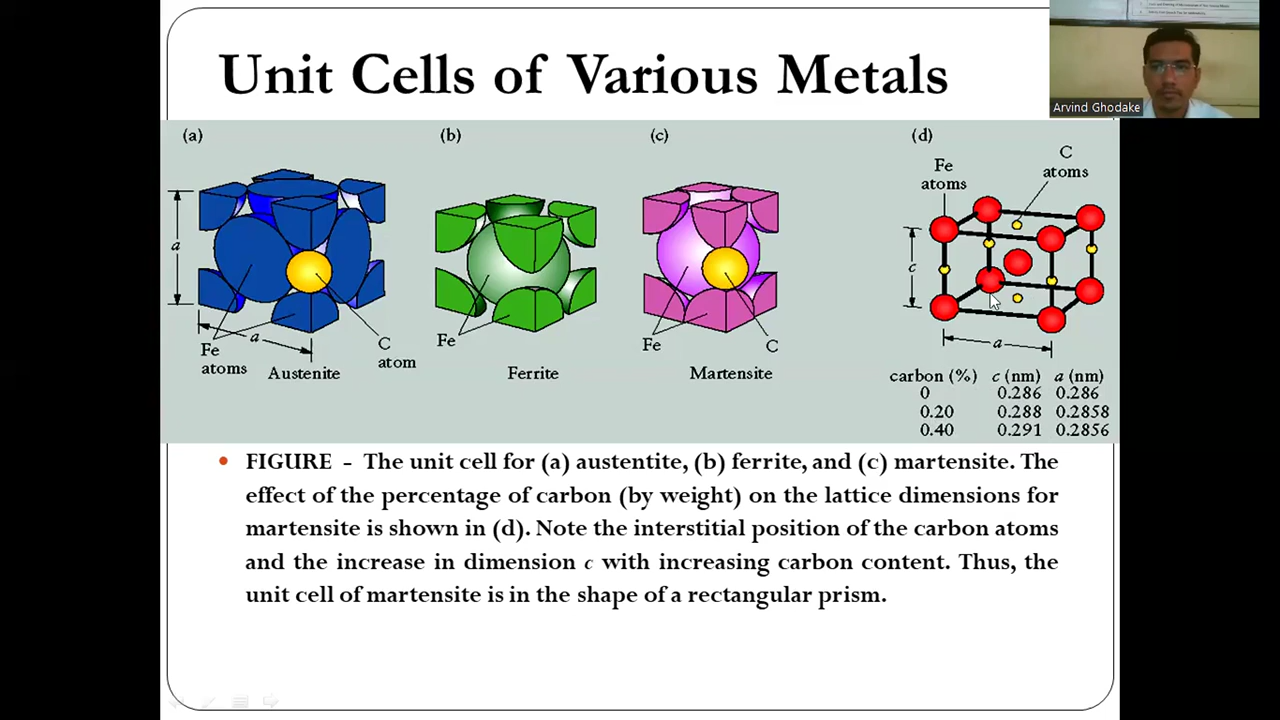 Unit Cells of Various Metals
Arvind Ghodake
(a)
(b)
(c)
(d)
a
a
Fe
atoms
Austenite
C
atom
Fe
Ferrite
Fe
C
Martensite
Fe
atoms
C
atoms
c
a
carbon (%) c (nm) a (nm)
0 0.286 0.286
0.20 0.288 0.2858
0.40 0.291 0.2856
• FIGURE - The unit cell for (a) austentite, (b) ferrite, and (c) martensite. The
effect of the percentage of carbon (by weight) on the lattice dimensions for
martensite is shown in (d). Note the interstitial position of the carbon atoms
and the increase in dimension c with increasing carbon content. Thus, the
unit cell of martensite is in the shape of a rectangular prism.